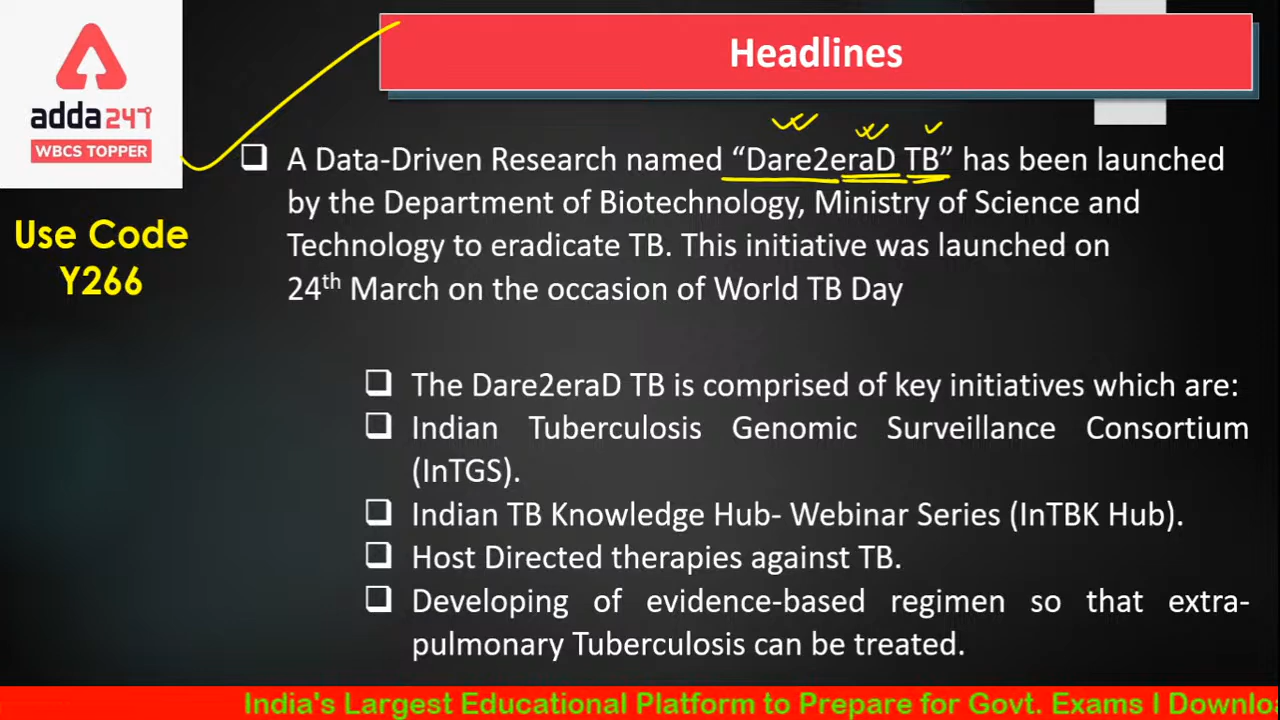 adda247
WBCS TOPPER
Use Code
Y266
Headlines
❑ A Data-Driven Research named “Dare2eraD TB” has been launched
by the Department of Biotechnology, Ministry of Science and
Technology to eradicate TB. This initiative was launched on
24th March on the occasion of World TB Day
❑ The Dare2eraD TB is comprised of key initiatives which are:
❑ Indian Tuberculosis Genomic Surveillance Consortium
(InTGS).
❑ Indian TB Knowledge Hub- Webinar Series (InTBK Hub).
❑ Host Directed therapies against TB.
❑ Developing of evidence-based regimen so that extra-
pulmonary Tuberculosis can be treated.
India's Largest Educational Platform to Prepare for Govt. Exams I Downlo